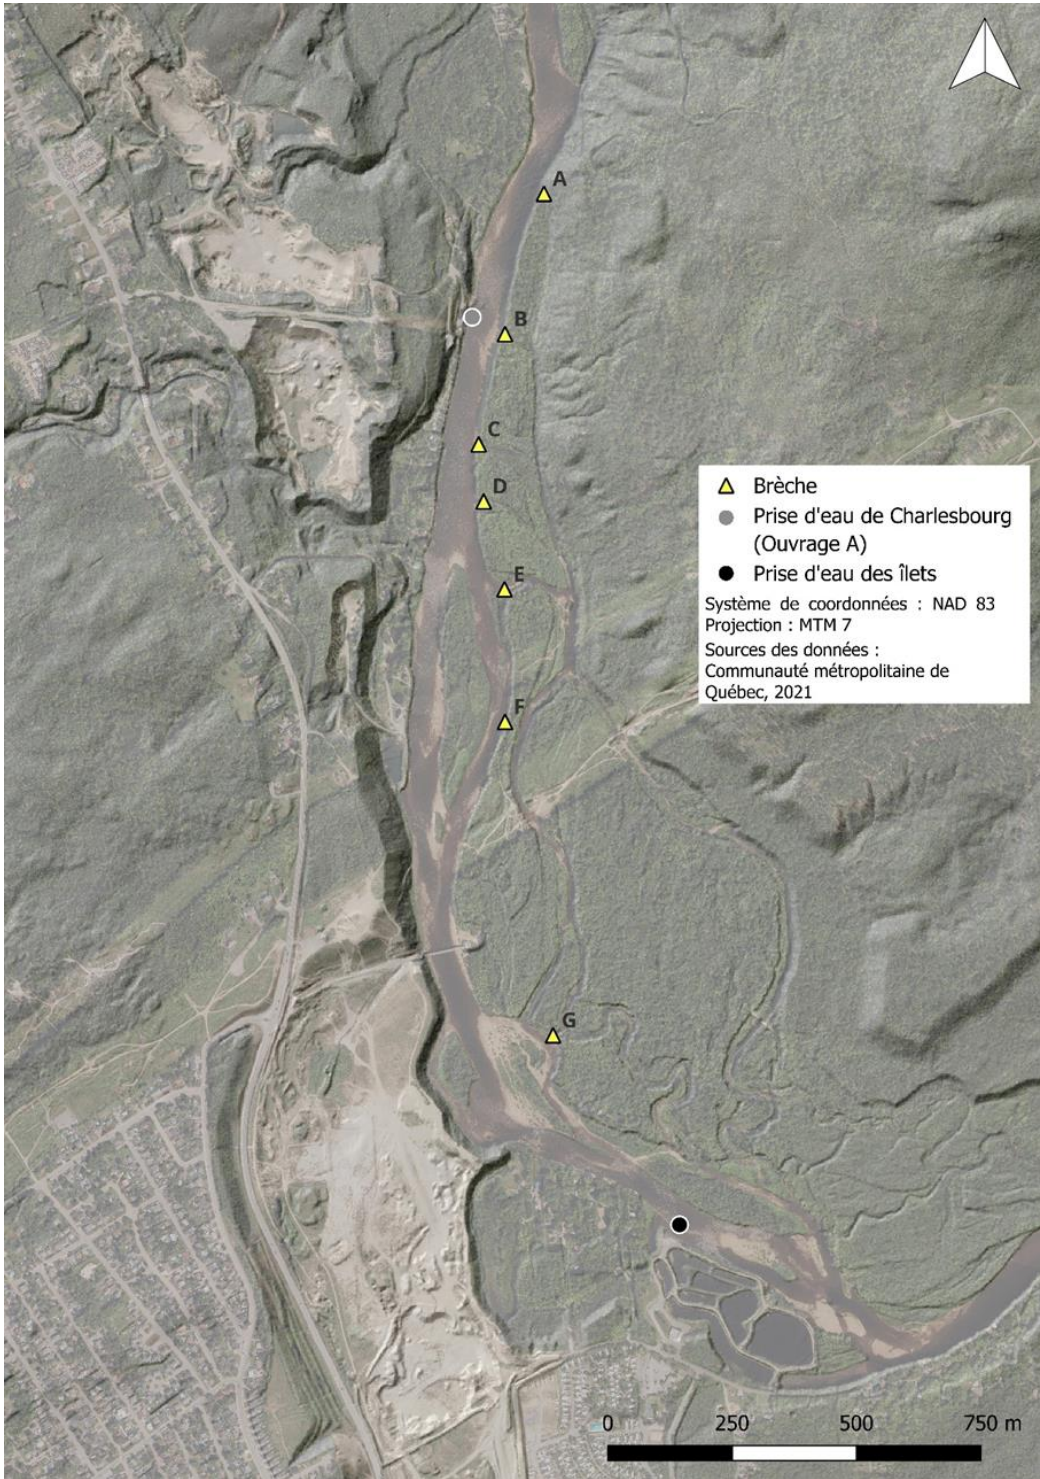 A
B
C
D
E
F
G
Brèche
Prise d'eau de Charlesbourg
(Ouvrage A)
Prise d'eau des îlets
Système de coordonnées : NAD 83
Projection : MTM 7
Sources des données :
Communauté métropolitaine de
Québec, 2021
0 250 500 750 m